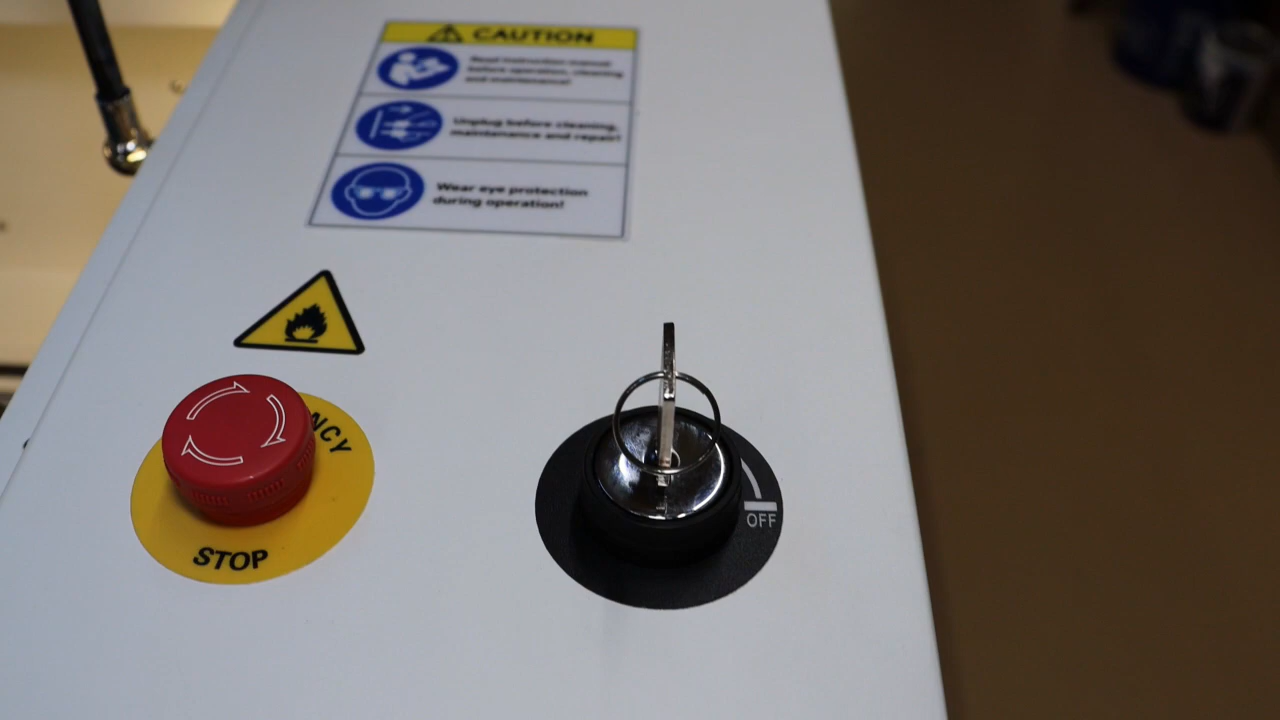 CAUTION
Read instruction manual
before operation, cleaning
and maintenance!
Unplug before cleaning,
maintenance and repair!
Wear eye protection
during operation!
NCY
STOP
OFF